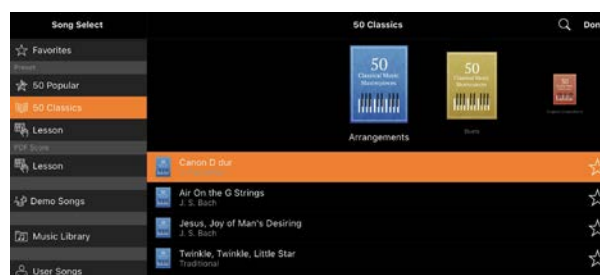 Song Select
50 Classics
Don
Favorites
Preset
50 Popular
50 Classics
Lesson
PDF Score
Lesson
Demo Songs
Music Library
User Songs
50
Classical Music
Masterpieces
50
Classical Music
Masterpieces
Arrangements
Canon D dur
Air On the G Strings
J. S. Bach
Jesus, Joy of Man's Desiring
J. S. Bach
Twinkle, Twinkle, Little Star
Traditional